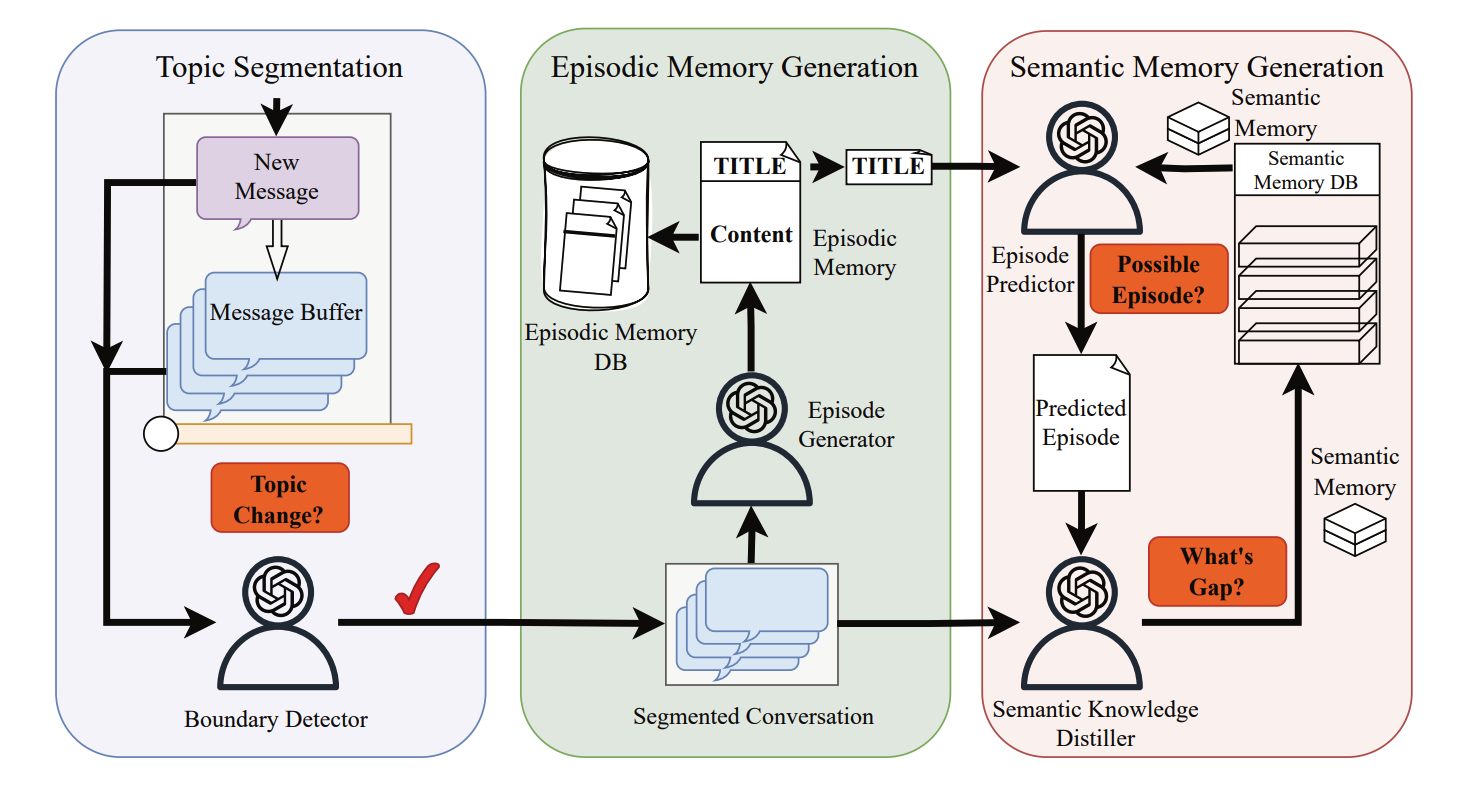 Topic Segmentation
New
Message
Message Buffer
Topic
Change?
Boundary Detector
Episodic Memory Generation
TITLE
Content
TITLE
Episodic
Memory
Episodic Memory
DB
Episode
Generator
Segmented Conversation
Semantic Memory Generation
Semantic
Memory
Semantic
Memory DB
Episode
Predictor
Possible
Episode?
Predicted
Episode
Semantic
Memory
What's
Gap?
Semantic Knowledge
Distiller